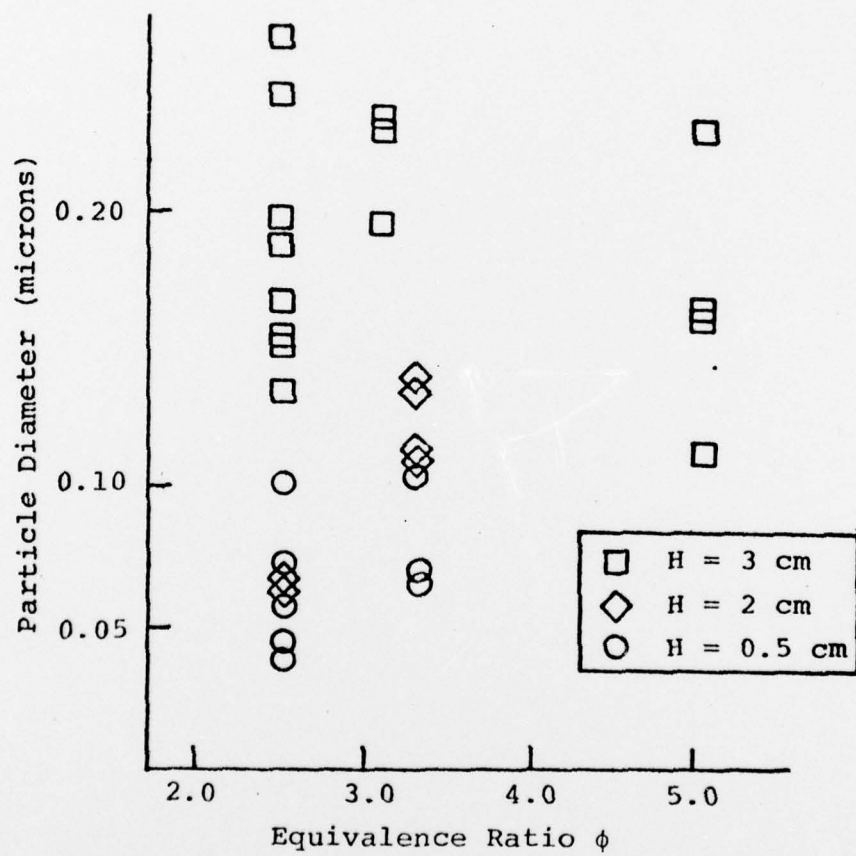 Particle Diameter (microns)
0.20
0.10
0.05
H = 3 cm
H = 2 cm
H = 0.5 cm
2.0
3.0
4.0
5.0
Equivalence Ratio ϕ